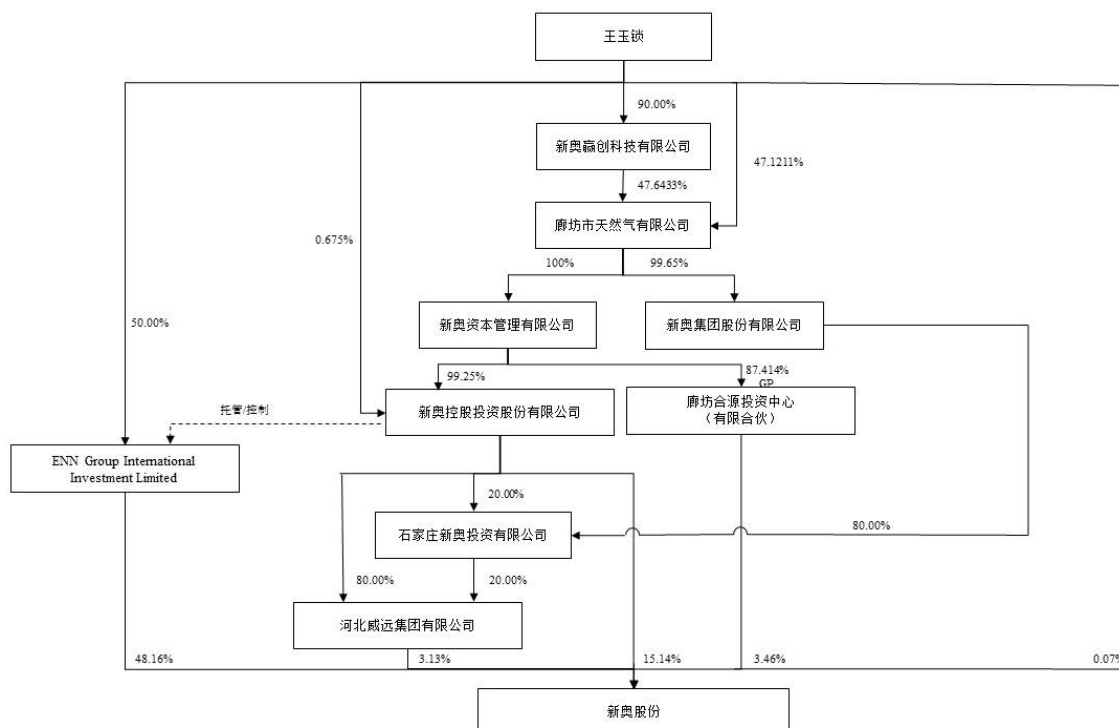 王玉锁
90.00%
新奥赢创科技有限公司
47.1211%
47.6433%
廊坊市天然气有限公司
0.675%
100%
99.65%
50.00%
新奥资本管理有限公司
新奥集团股份有限公司
99.25%
87.414%
GP
新奥控股投资股份有限公司
廊坊合源投资中心
（有限合伙）
托管/控制
ENN Group International
Investment Limited
20.00%
石家庄新奥投资有限公司
80.00%
80.00%
20.00%
河北威远集团有限公司
48.16%
3.13%
15.14%
3.46%
0.07%
新奥股份